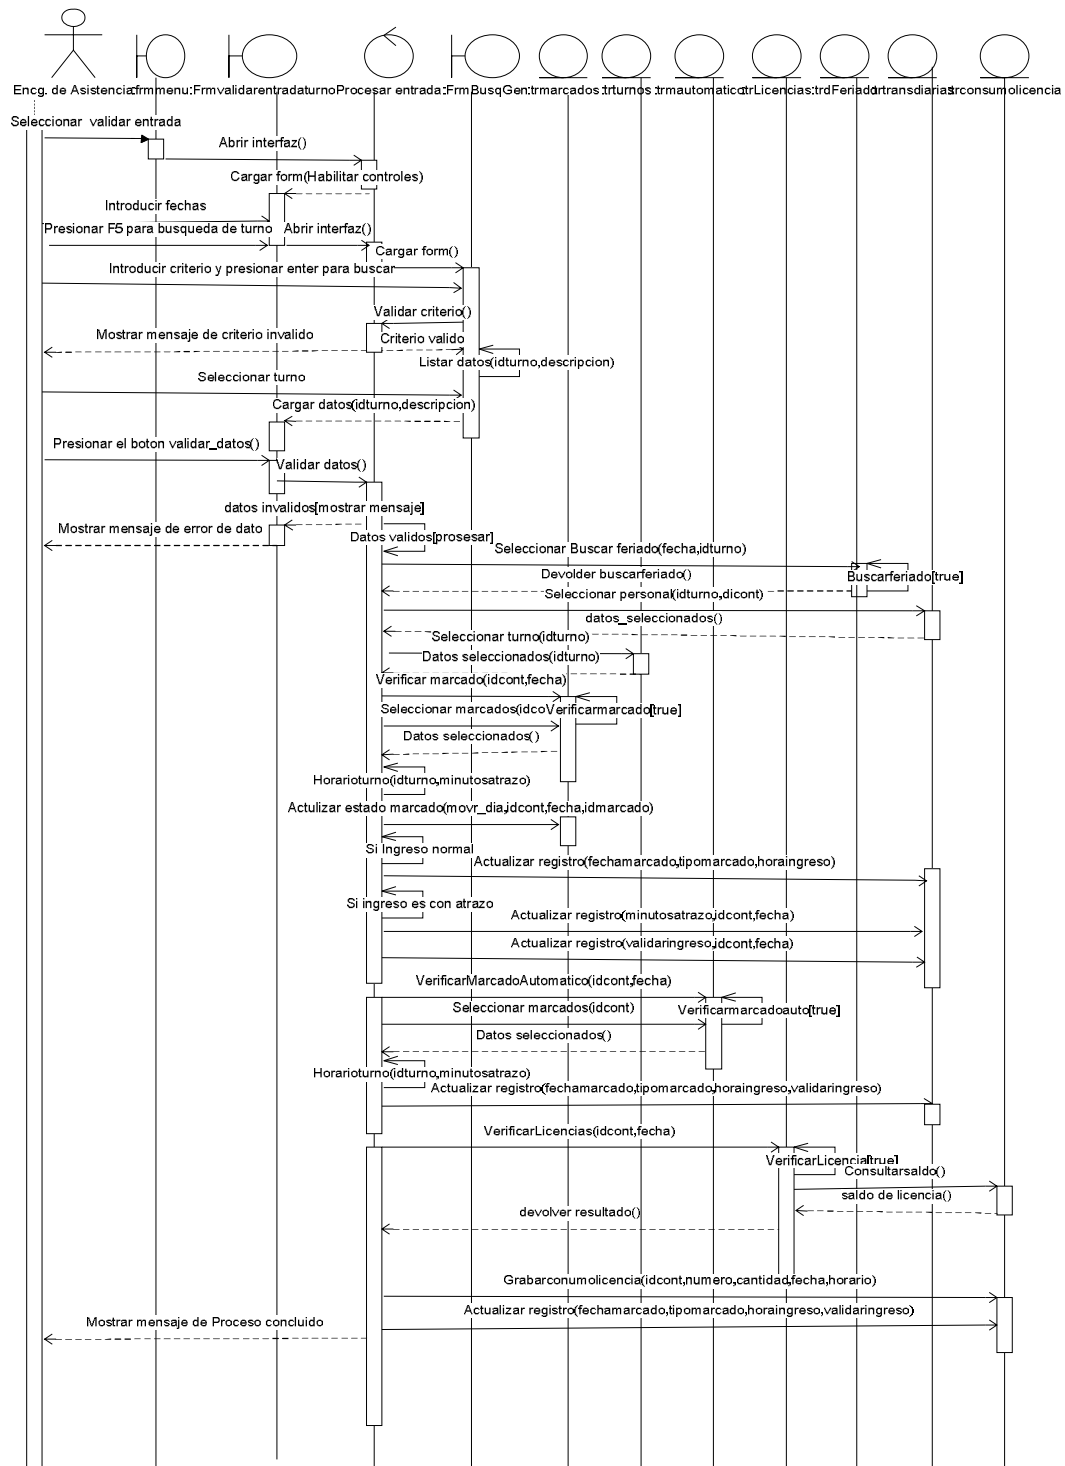 Encg. de Asistencia
:frmmenu
:Frmvalidarentradaturno
Procesar entrada
:FrmBusqGen
:trmarcados
:trturnos
:trmautomatico
:trLicencias
:trdFeriado
:trtransdiarias
:trconsumolicencia
Seleccionar validar entrada
Abrir interfaz()
Cargar form(Habilitar controles)
Introducir fechas
Presionar F5 para busqueda de turno
Abrir interfaz()
Cargar form()
Introducir criterio y presionar enter para buscar
Validar criterio()
Mostrar mensaje de criterio invalido
Criterio valido
Listar datos(idturno,descripcion)
Seleccionar turno
Cargar datos(idturno,descripcion)
Presionar el boton validar_datos()
Validar datos()
datos invalidos[mostrar mensaje]
Mostrar mensaje de error de dato
Datos validos[prosesar]
Seleccionar Buscar feriado(fecha,idturno)
Devolder buscarferiado()
Buscarferiado[true]
Seleccionar personal(idturno,dicont)
datos_seleccionados()
Seleccionar turno(idturno)
Datos seleccionados(idturno)
Verificar marcado(idcont,fecha)
Seleccionar marcados(idco
Verificarmarcado[true]
Datos seleccionados()
Horarioturno(idturno,minutosatrazo)
Actulizar estado marcado(movr_dia,idcont,fecha,idmarcado)
Si Ingreso normal
Actualizar registro(fechamarcado,tipomarcado,horaingreso)
Si ingreso es con atrazo
Actualizar registro(minutosatrazo,idcont,fecha)
Actualizar registro(validaringreso,idcont,fecha)
VerificarMarcadoAutomatico(idcont,fecha)
Seleccionar marcados(idcont)
Verificarmarcadoauto[true]
Datos seleccionados()
Horarioturno(idturno,minutosatrazo)
Actualizar registro(fechamarcado,tipomarcado,horaingreso,validaringreso)
VerificarLicencias(idcont,fecha)
VerificarLicencia[true]
Consultarsaldo()
saldo de licencia()
devolver resultado()
Grabarconumolicencia(idcont,numero,cantidad,fecha,horario)
Actualizar registro(fechamarcado,tipomarcado,horaingreso,validaringreso)
Mostrar mensaje de Proceso concluido